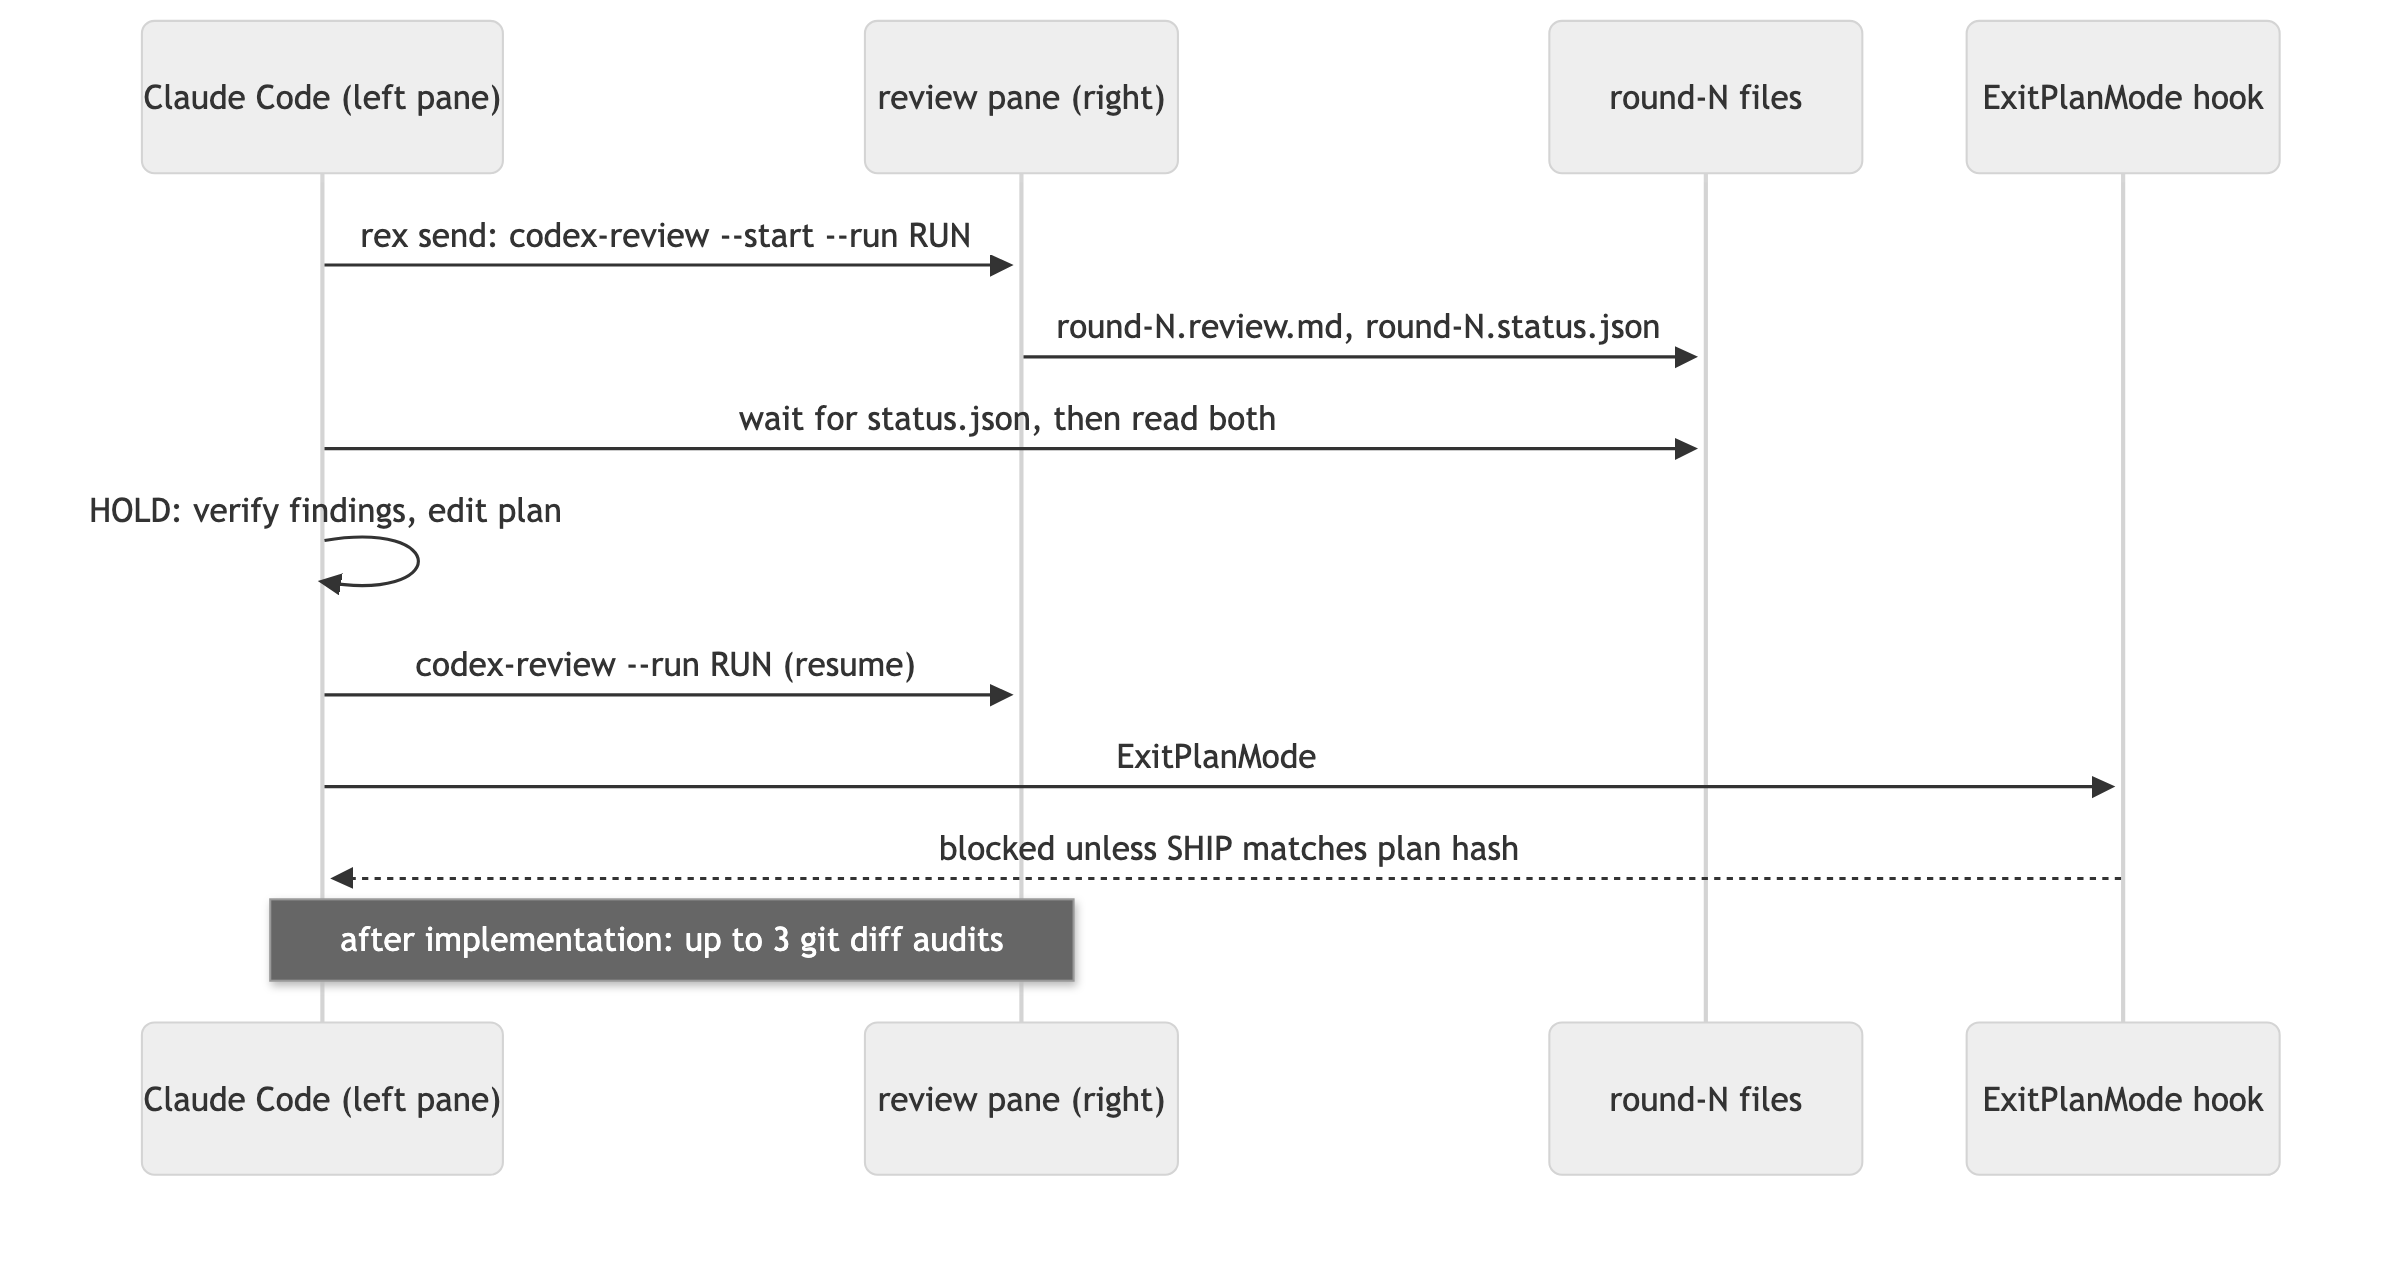 Claude Code (left pane)
review pane (right)
round-N files
ExitPlanMode hook
rex send: codex-review --start --run RUN
round-N.review.md, round-N.status.json
wait for status.json, then read both
HOLD: verify findings, edit plan
codex-review --run RUN (resume)
ExitPlanMode
blocked unless SHIP matches plan hash
after implementation: up to 3 git diff audits
Claude Code (left pane)
review pane (right)
round-N files
ExitPlanMode hook